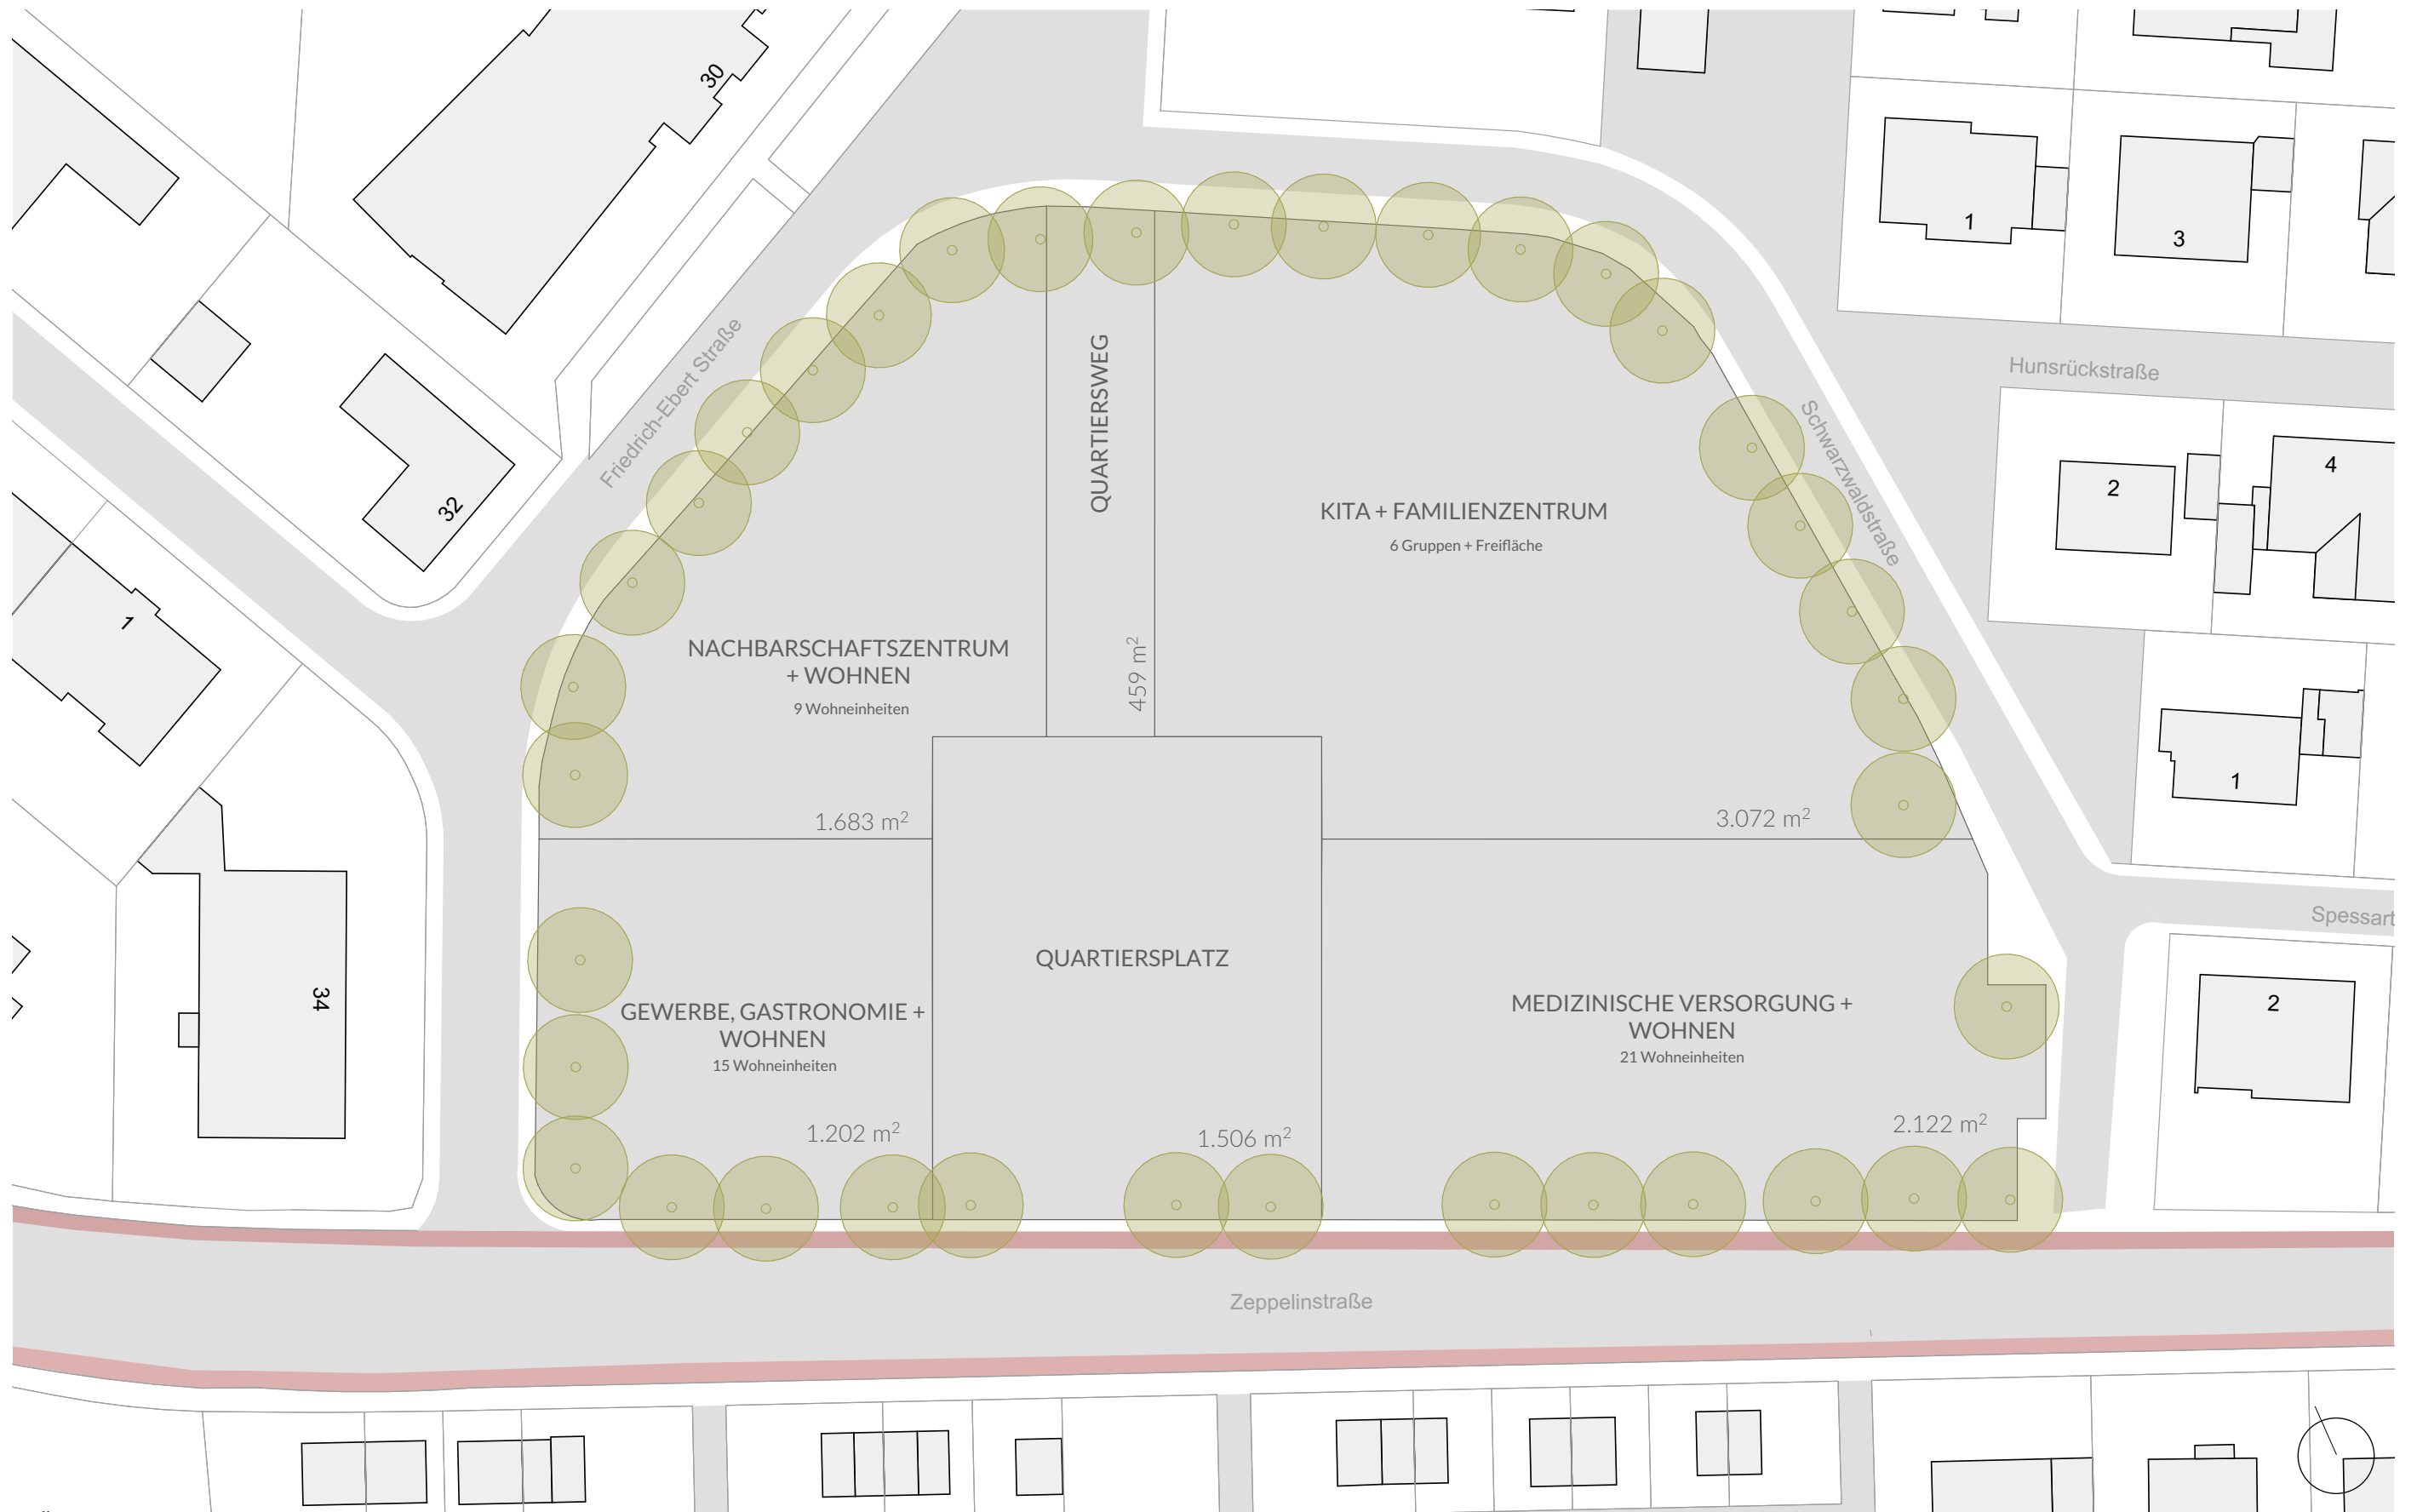 30
1
3
Friedrich-Ebert Straße
QUARTIERSWEG
Hunsrückstraße
Schwarzwaldstraße
32
KITA + FAMILIENZENTRUM
6 Gruppen + Freifläche
2
4
1
NACHBARSCHAFTSZENTRUM
+ WOHNEN
9 Wohneinheiten
459 m²
1
1.683 m²
3.072 m²
Spessart
34
QUARTIERSPLATZ
GEWERBE, GASTRONOMIE +
WOHNEN
15 Wohneinheiten
MEDIZINISCHE VERSORGUNG +
WOHNEN
21 Wohneinheiten
2
1.202 m²
1.506 m²
2.122 m²
Zeppelinstraße